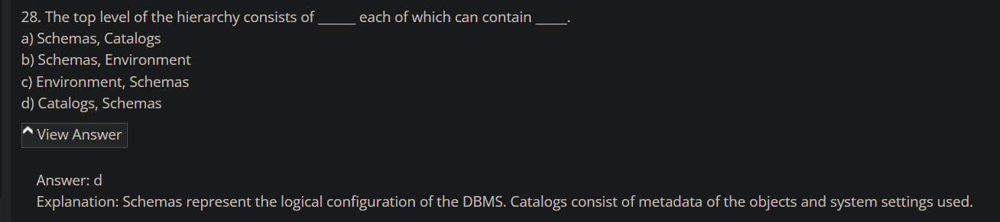 28. The top level of the hierarchy consists of ______ each of which can contain _____.
a) Schemas, Catalogs
b) Schemas, Environment
c) Environment, Schemas
d) Catalogs, Schemas
View Answer
Answer: d
Explanation: Schemas represent the logical configuration of the DBMS. Catalogs consist of metadata of the objects and system settings used.